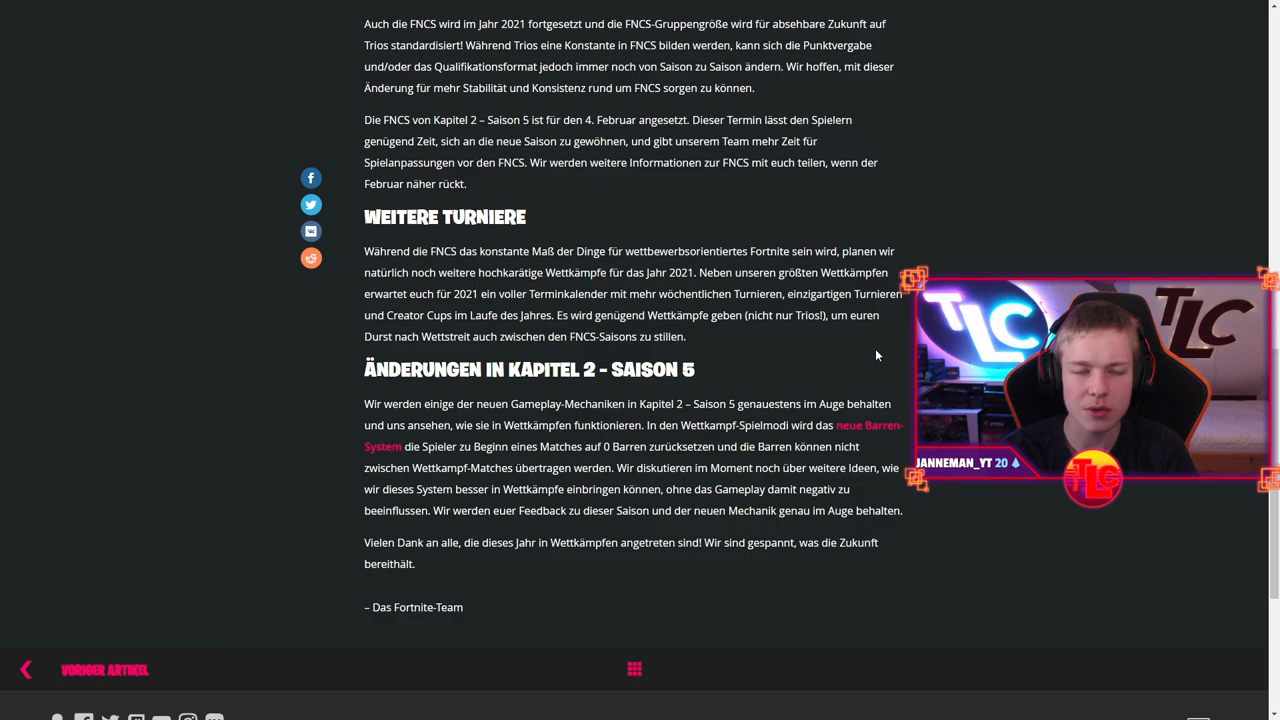 Auch die FNCS wird im Jahr 2021 fortgesetzt und die FNCS-Gruppengröße wird für absehbare Zukunft auf
Trios standardisiert! Während Trios eine Konstante in FNCS bilden werden, kann sich die Punktvergabe
und/oder das Qualifikationsformat jedoch immer noch von Saison zu Saison ändern. Wir hoffen, mit dieser
Änderung für mehr Stabilität und Konsistenz rund um FNCS sorgen zu können.
Die FNCS von Kapitel 2 – Saison 5 ist für den 4. Februar angesetzt. Dieser Termin lässt den Spielern
genügend Zeit, sich an die neue Saison zu gewöhnen, und gibt unserem Team mehr Zeit für
Spielanpassungen vor den FNCS. Wir werden weitere Informationen zur FNCS mit euch teilen, wenn der
Februar näher rückt.
WEITERE TURNIERE
Während die FNCS das konstante Maß der Dinge für wettbewerbsorientiertes Fortnite sein wird, planen wir
natürlich noch weitere hochkarätige Wettkämpfe für das Jahr 2021. Neben unseren größten Wettkämpfen
erwartet euch für 2021 ein voller Terminkalender mit mehr wöchentlichen Turnieren, einzigartigen Turnieren
und Creator Cups im Laufe des Jahres. Es wird genügend Wettkämpfe geben (nicht nur Trios!), um euren
Durst nach Wettstreit auch zwischen den FNCS-Saisons zu stillen.
ÄNDERUNGEN IN KAPITEL 2 - SAISON 5
Wir werden einige der neuen Gameplay-Mechaniken in Kapitel 2 – Saison 5 genauestens im Auge behalten
und uns ansehen, wie sie in Wettkämpfen funktionieren. In den Wettkampf-Spielmodi wird das neue Barren-
System die Spieler zu Beginn eines Matches auf 0 Barren zurücksetzen und die Barren können nicht
zwischen Wettkampf-Matches übertragen werden. Wir diskutieren im Moment noch über weitere Ideen, wie
wir dieses System besser in Wettkämpfe einbringen können, ohne das Gameplay damit negativ zu
beeinflussen. Wir werden euer Feedback zu dieser Saison und der neuen Mechanik genau im Auge behalten.
Vielen Dank an alle, die dieses Jahr in Wettkämpfen angetreten sind! Wir sind gespannt, was die Zukunft
bereithält.
– Das Fortnite-Team
VORIGER ARTIKEL
TLC
TLC
JANNEMAN_YT 20
TLC